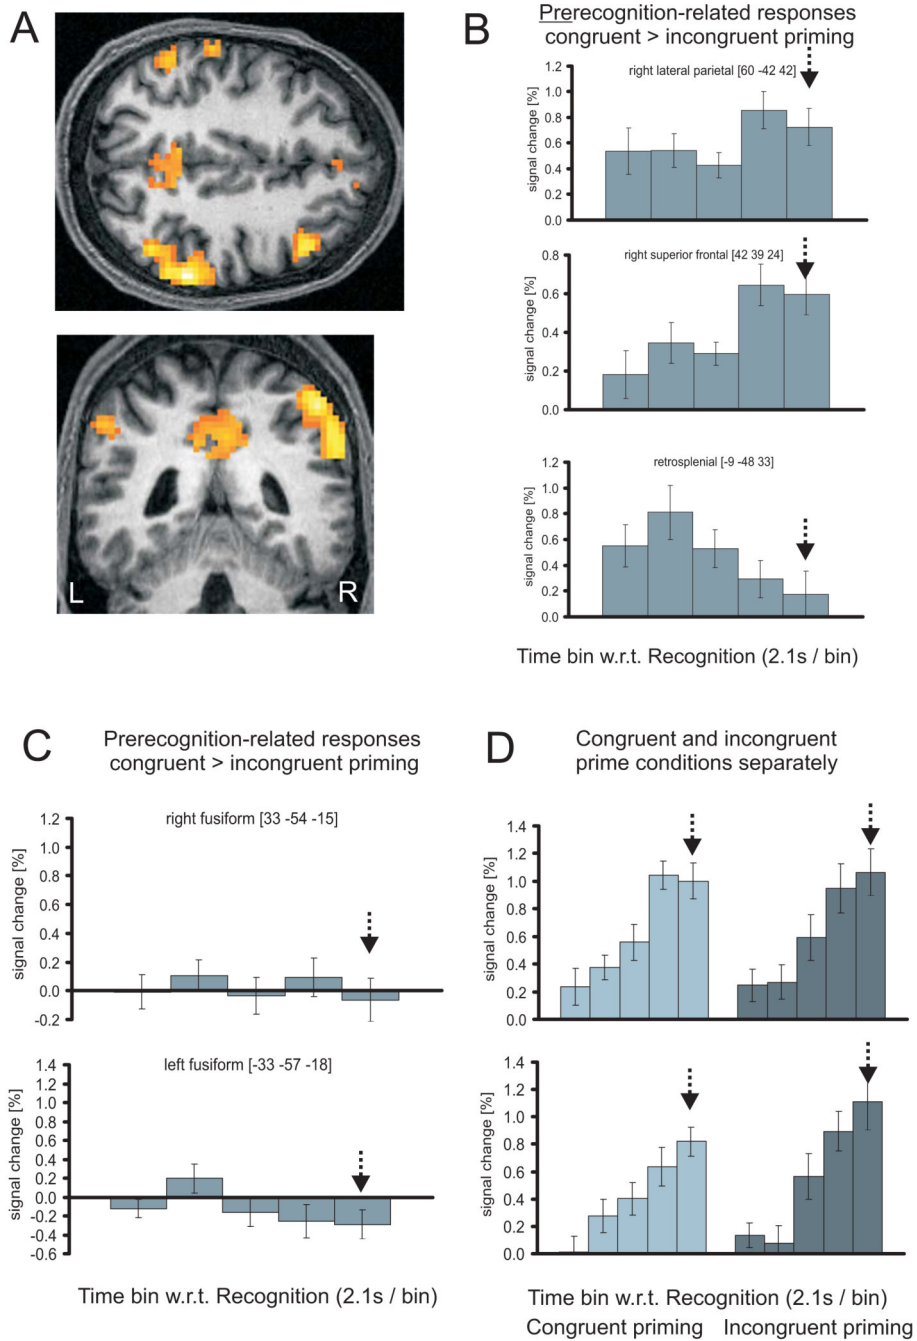 A
L
R
B
Prerecognition-related responses
congruent > incongruent priming
right lateral parietal [60 -42 42]
signal change [%]
1.2
1.0
0.8
0.6
0.4
0.2
0.0
right superior frontal [42 39 24]
signal change [%]
0.8
0.6
0.4
0.2
0.0
retrosplenial [-9 -48 33]
signal change [%]
1.2
1.0
0.8
0.6
0.4
0.2
0.0
Time bin w.r.t. Recognition (2.1s / bin)
C
Prerecognition-related responses
congruent > incongruent priming
right fusiform [33 -54 -15]
signal change [%]
1.2
1.0
0.8
0.6
0.4
0.2
0.0
-0.2
left fusiform [-33 -57 -18]
signal change [%]
1.4
1.2
1.0
0.8
0.6
0.4
0.2
0.0
-0.2
-0.4
-0.6
Time bin w.r.t. Recognition (2.1s / bin)
D
Congruent and incongruent
prime conditions separately
signal change [%]
1.4
1.2
1.0
0.8
0.6
0.4
0.2
0.0
signal change [%]
1.4
1.2
1.0
0.8
0.6
0.4
0.2
0.0
Time bin w.r.t. Recognition (2.1s / bin)
Congruent priming Incongruent priming